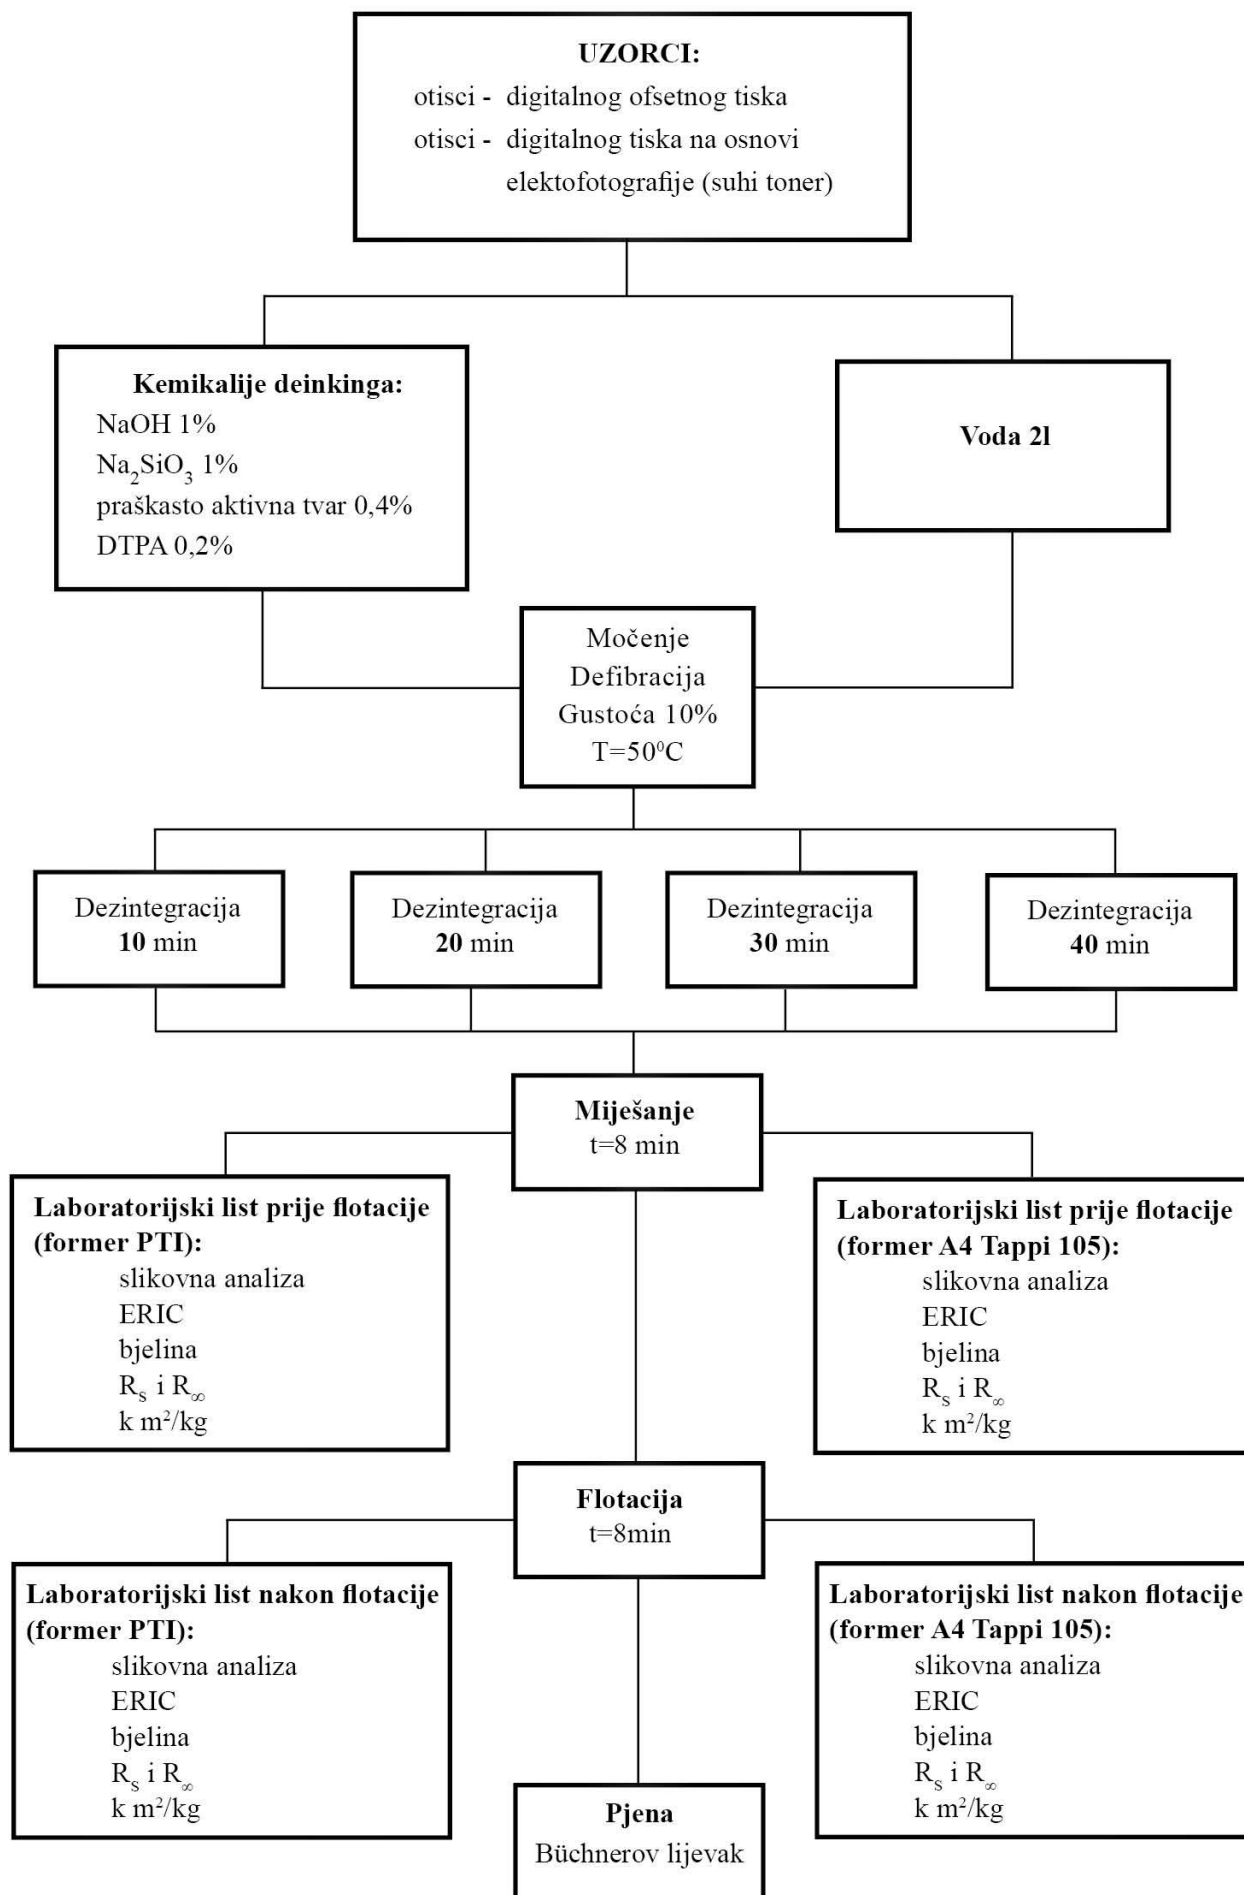 UZORCI:
otisci - digitalnog ofsetnog tiska
otisci - digitalnog tiska na osnovi
elektofotografije (suhi toner)
Kemikalije deinkinga:
NaOH 1%
Na₂SiO₃ 1%
praškasto aktivna tvar 0,4%
DTPA 0,2%
Voda 2l
Močenje
Defibracija
Gustoća 10%
T=50⁰C
Dezintegracija
10 min
Dezintegracija
20 min
Dezintegracija
30 min
Dezintegracija
40 min
Miješanje
t=8 min
Laboratorijski list prije flotacije
(former PTI):
slikovna analiza
ERIC
bjelina
Rₛ i R∞
k m²/kg
Laboratorijski list prije flotacije
(former A4 Tappi 105):
slikovna analiza
ERIC
bjelina
Rₛ i R∞
k m²/kg
Flotacija
t=8min
Laboratorijski list nakon flotacije
(former PTI):
slikovna analiza
ERIC
bjelina
Rₛ i R∞
k m²/kg
Laboratorijski list nakon flotacije
(former A4 Tappi 105):
slikovna analiza
ERIC
bjelina
Rₛ i R∞
k m²/kg
Pjena
Büchnerov lijevak